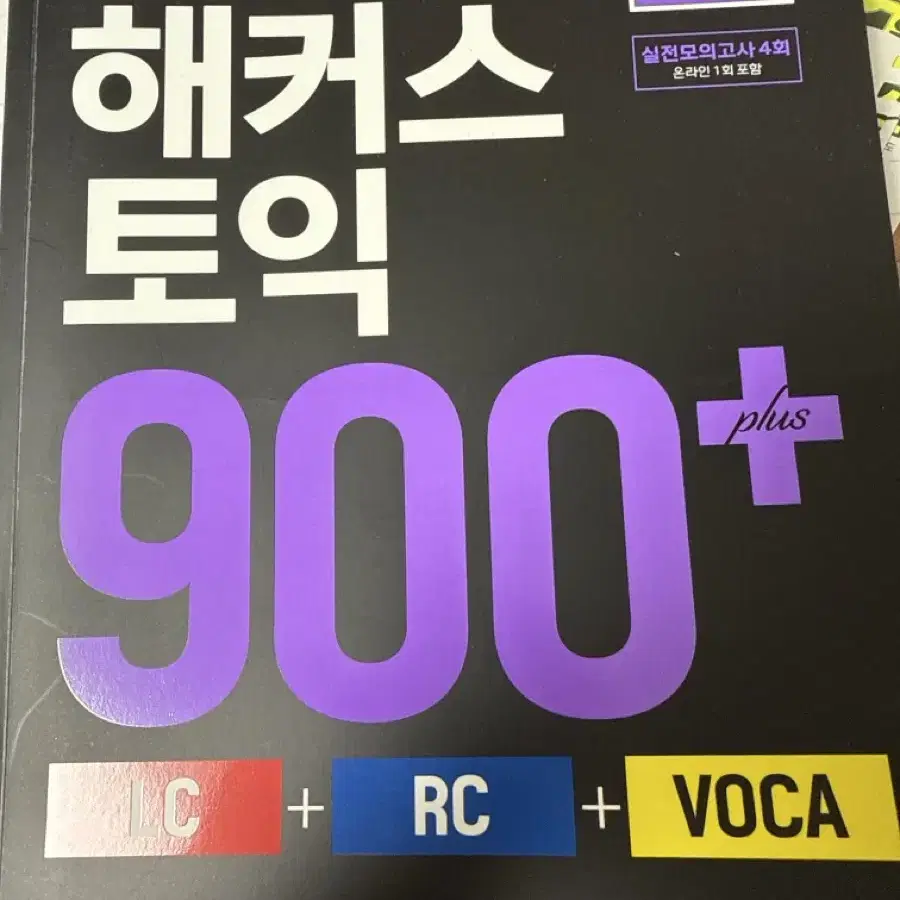 해커스
실전모의고사 4회
온라인 1회 포함
토익
900+
plus
LC + RC + VOCA